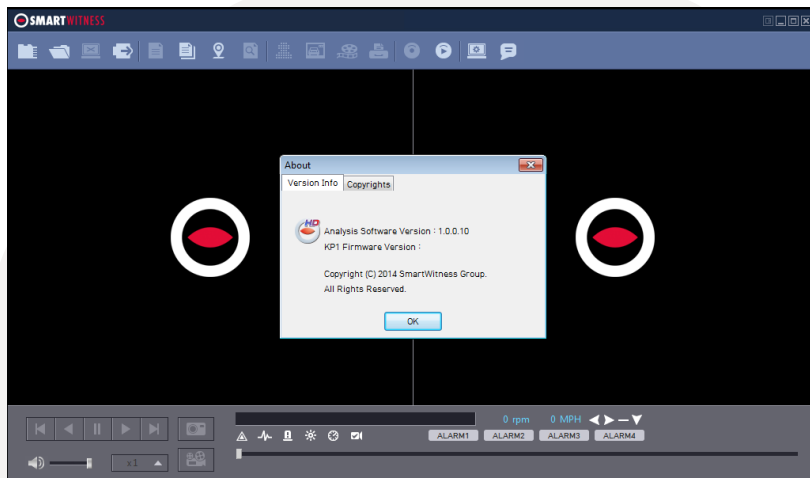 SMARTWITNESS
About
Version Info Copyrights
HD
Analysis Software Version : 1.0.0.10
KP1 Firmware Version :
Copyright (C) 2014 SmartWitness Group.
All Rights Reserved.
OK
0 rpm 0 MPH
ALARM1 ALARM2 ALARM3 ALARM4
x1